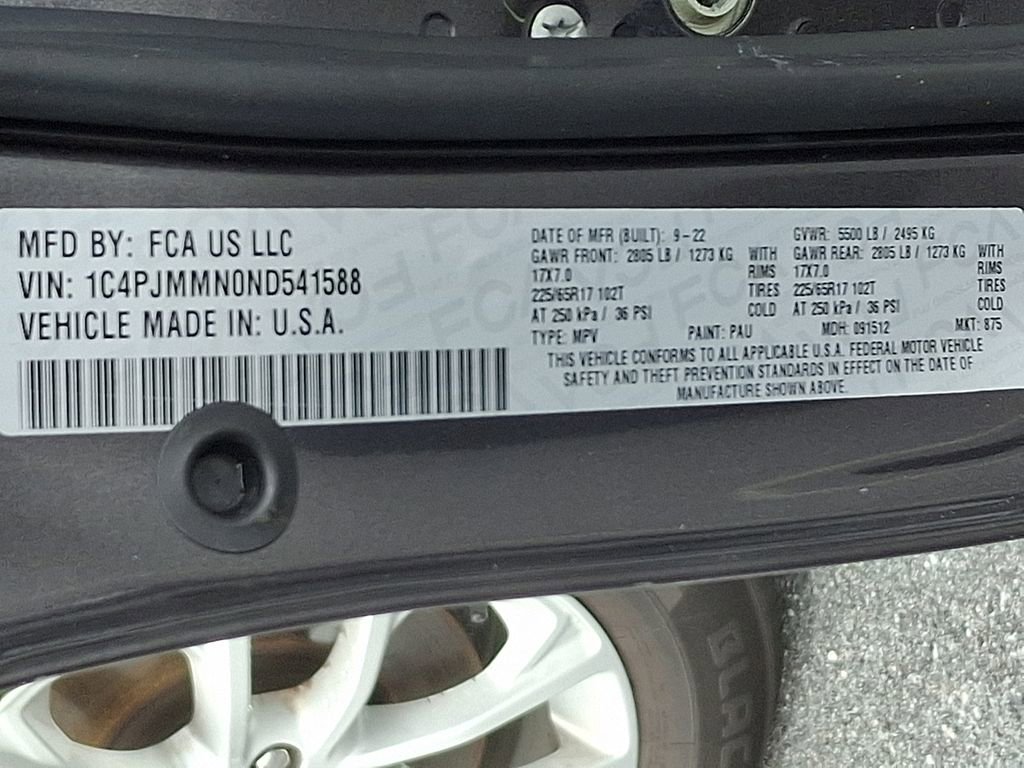 MFD BY: FCA US LLC
VIN: 1C4PJMMN0ND541588
VEHICLE MADE IN: U.S.A.
DATE OF MFR (BUILT): 9-22 GVWR: 5500 LB / 2495 KG
GAWR FRONT: 2805 LB / 1273 KG WITH GAWR REAR: 2805 LB / 1273 KG WITH
17X7.0 RIMS 17X7.0 RIMS
225/65R17 102T TIRES 225/65R17 102T TIRES
AT 250 kPa / 36 PSI COLD AT 250 kPa / 36 PSI COLD
TYPE: MPV PAINT: PAU MDH: 091512 MKT: 875
THIS VEHICLE CONFORMS TO ALL APPLICABLE U.S.A. FEDERAL MOTOR VEHICLE
SAFETY AND THEFT PREVENTION STANDARDS IN EFFECT ON THE DATE OF
MANUFACTURE SHOWN ABOVE.